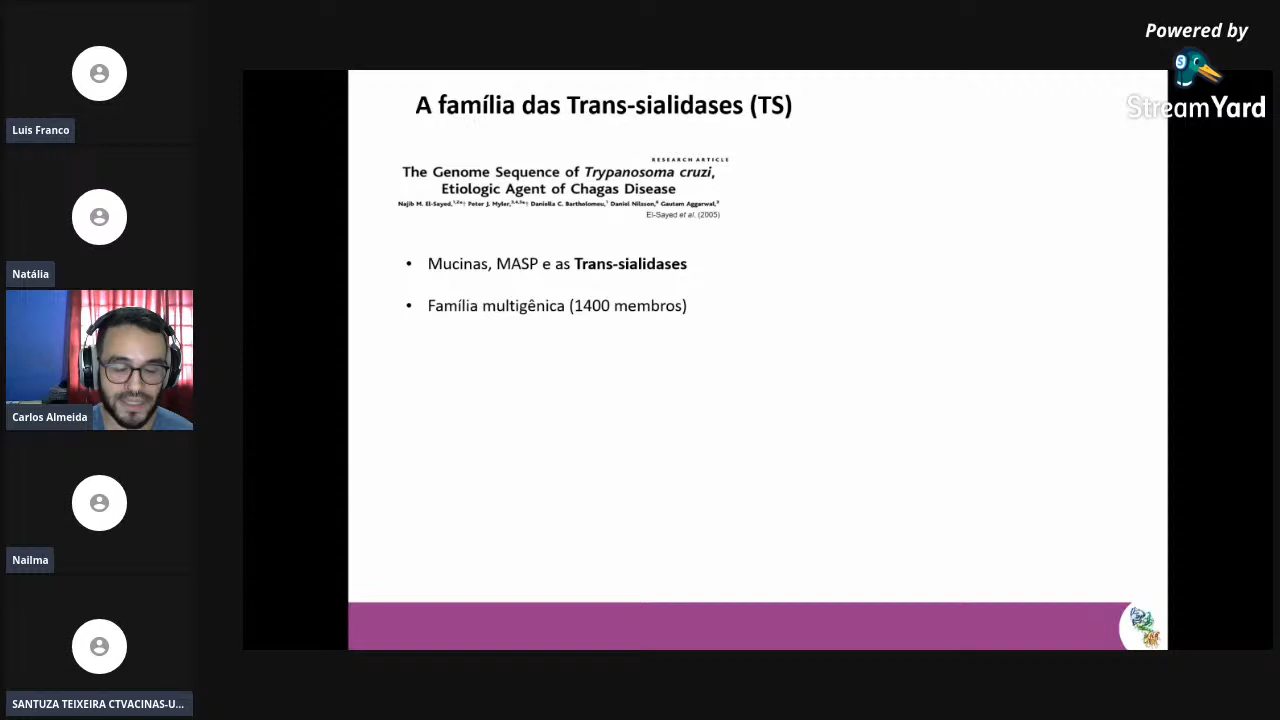 Powered by
StreamYard
Luis Franco
Natália
Carlos Almeida
Nailma
SANTUZA TEIXEIRA CTVACINAS-U...
A família das Trans-sialidases (TS)
RESEARCH ARTICLE
The Genome Sequence of Trypanosoma cruzi,
Etiologic Agent of Chagas Disease
Najib M. El-Sayed, Peter J. Myler, Daniella C. Bartholomeu, Daniel Nilsson, Gautam Aggarwal,
El-Sayed et al. (2005)
• Mucinas, MASP e as Trans-sialidases
• Família multigênica (1400 membros)